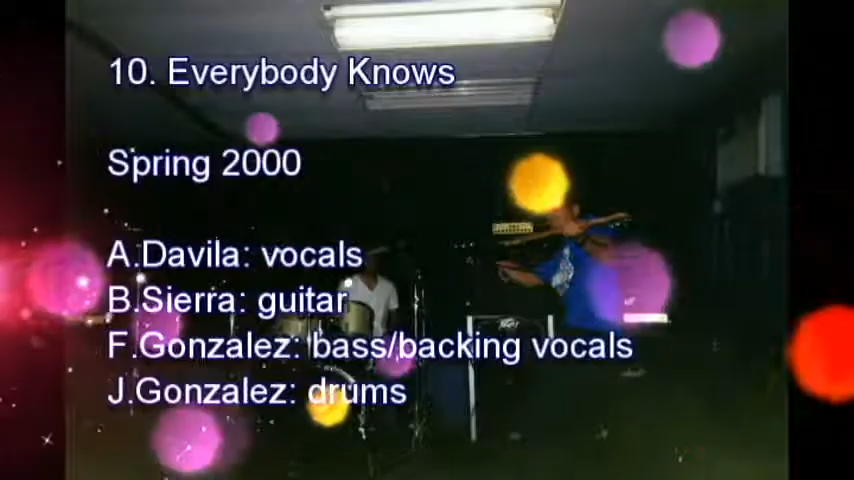 10. Everybody Knows
Spring 2000
A.Davila: vocals
B.Sierra: guitar
F.Gonzalez: bass/backing vocals
J.Gonzalez: drums